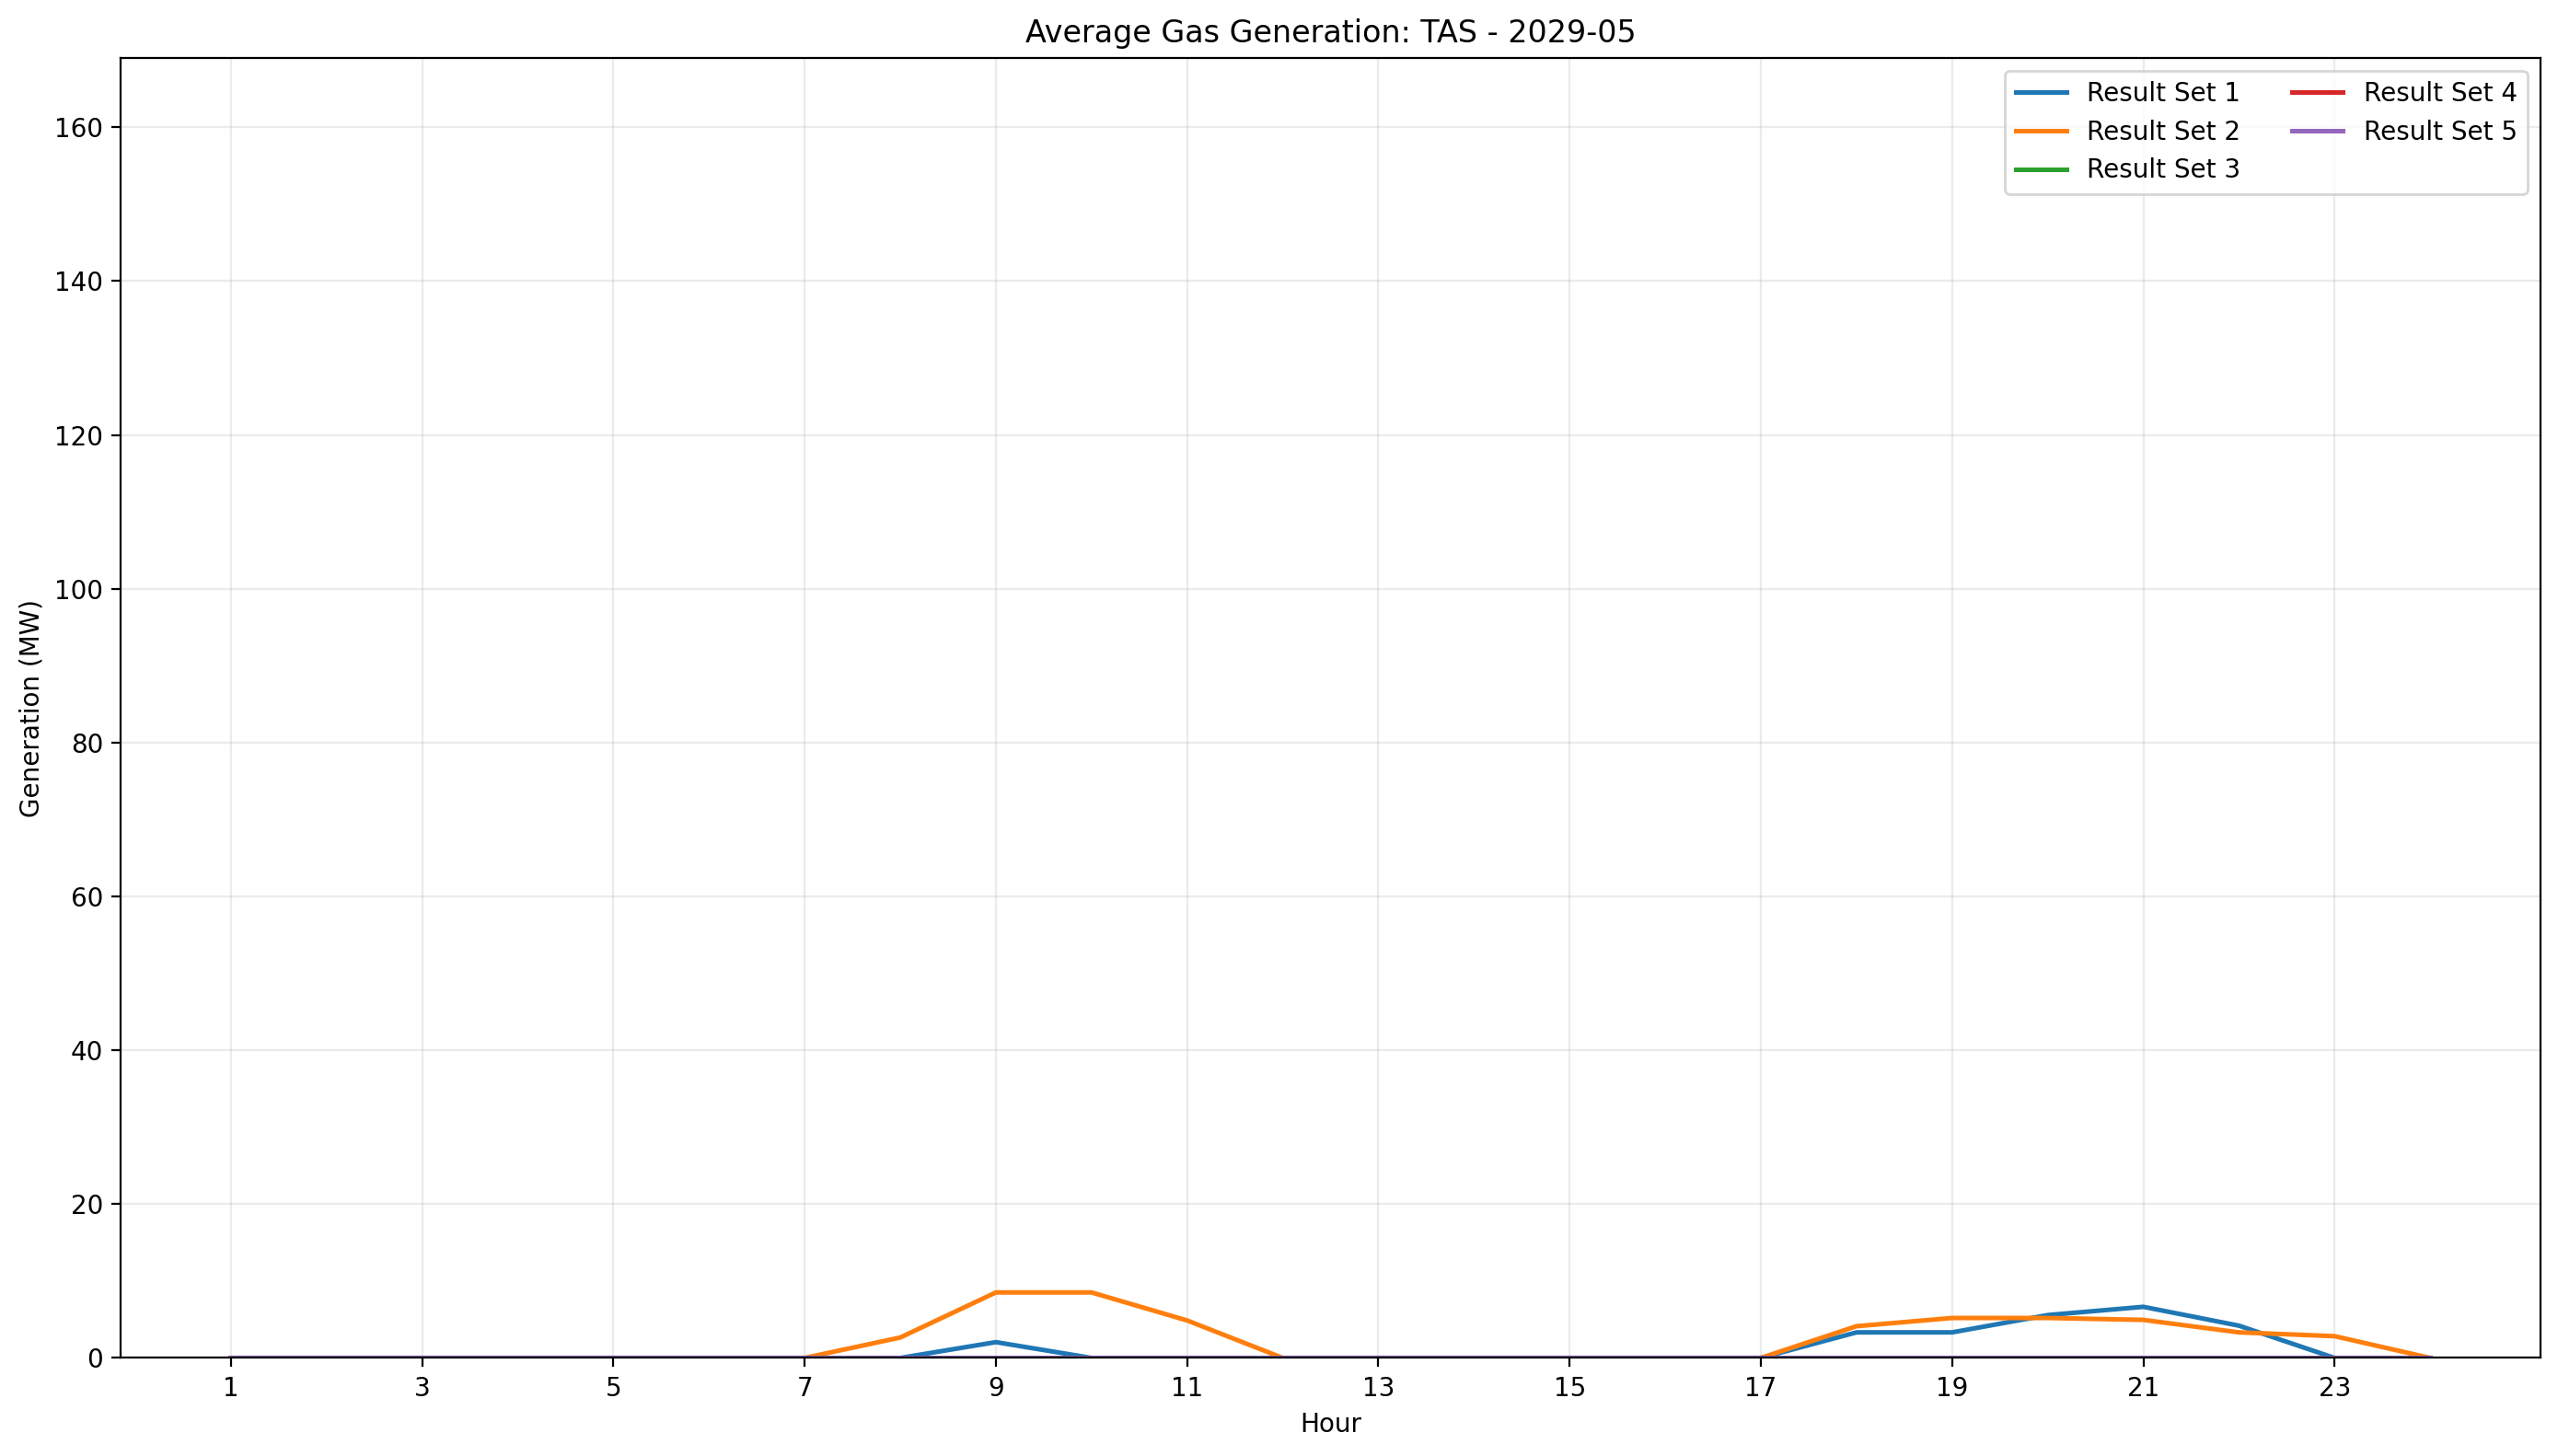 Average Gas Generation: TAS - 2029-05
Result Set 1
Result Set 2
Result Set 3
Result Set 4
Result Set 5
Generation (MW)
160
140
120
100
80
60
40
20
0
1 3 5 7 9 11 13 15 17 19 21 23
Hour